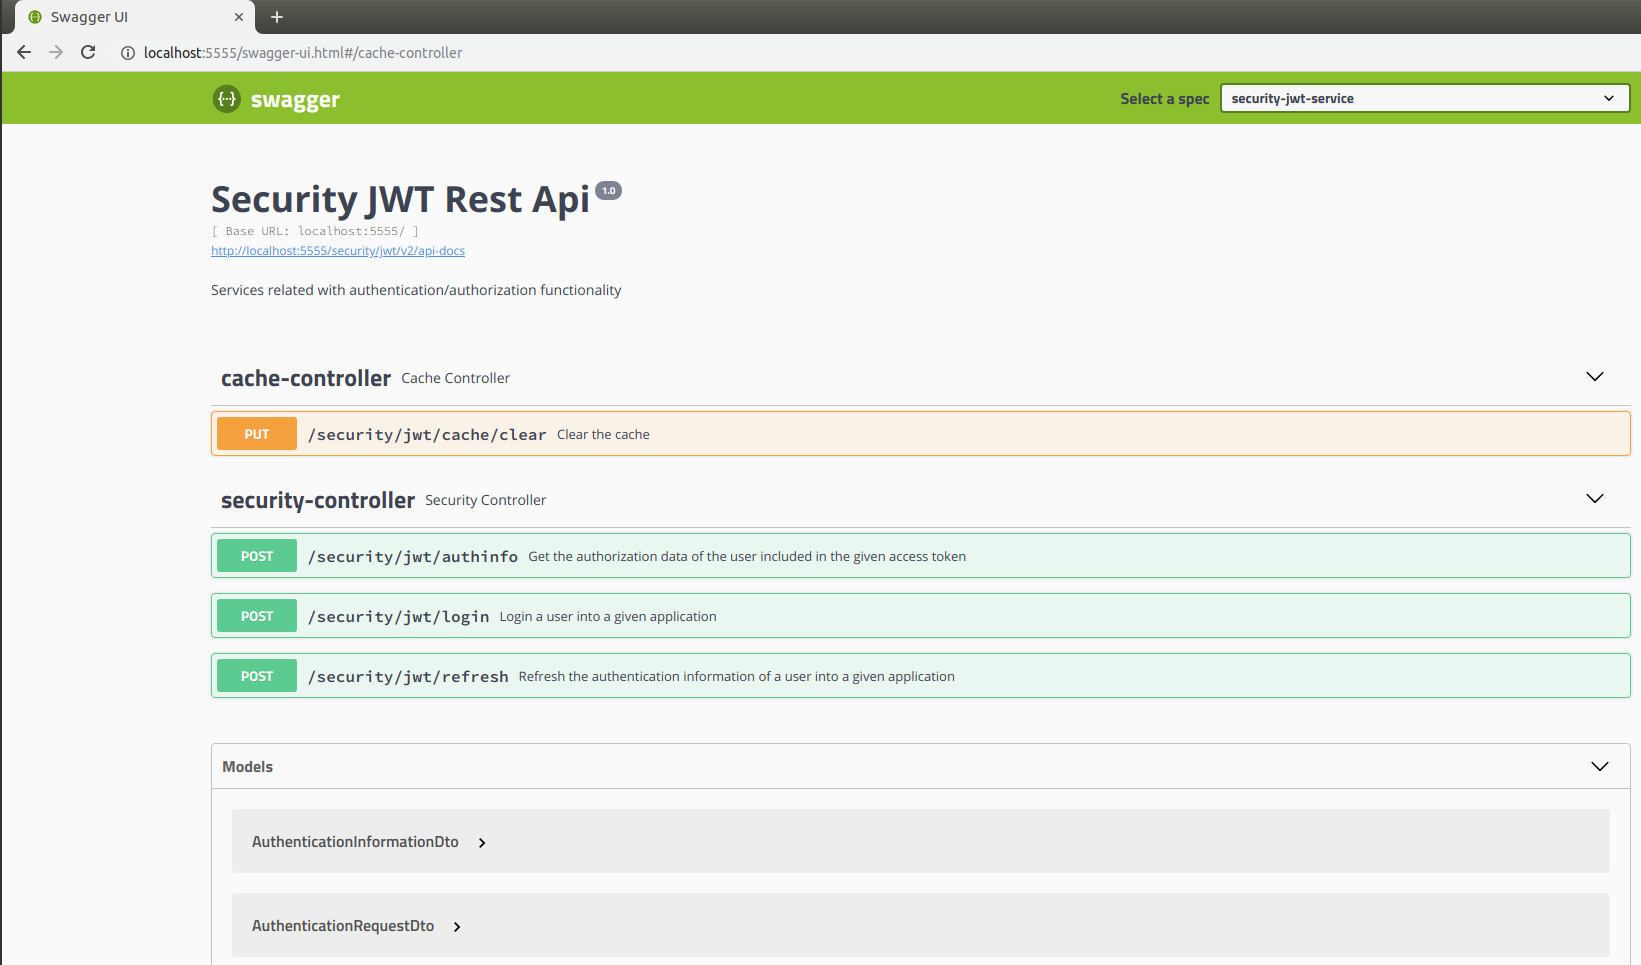 Swagger UI
localhost:5555/swagger-ui.html#/cache-controller
{···} swagger
Select a spec security-jwt-service
Security JWT Rest Api 1.0
[ Base URL: localhost:5555/ ]
http://localhost:5555/security/jwt/v2/api-docs
Services related with authentication/authorization functionality
cache-controller Cache Controller
PUT /security/jwt/cache/clear Clear the cache
security-controller Security Controller
POST /security/jwt/authinfo Get the authorization data of the user included in the given access token
POST /security/jwt/login Login a user into a given application
POST /security/jwt/refresh Refresh the authentication information of a user into a given application
Models
AuthenticationInformationDto
AuthenticationRequestDto